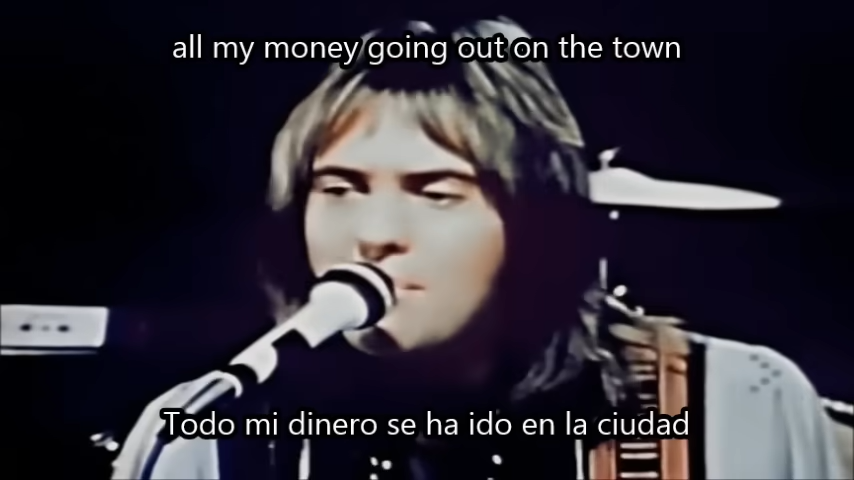 all my money going out on the town
Todo mi dinero se ha ido en la ciudad